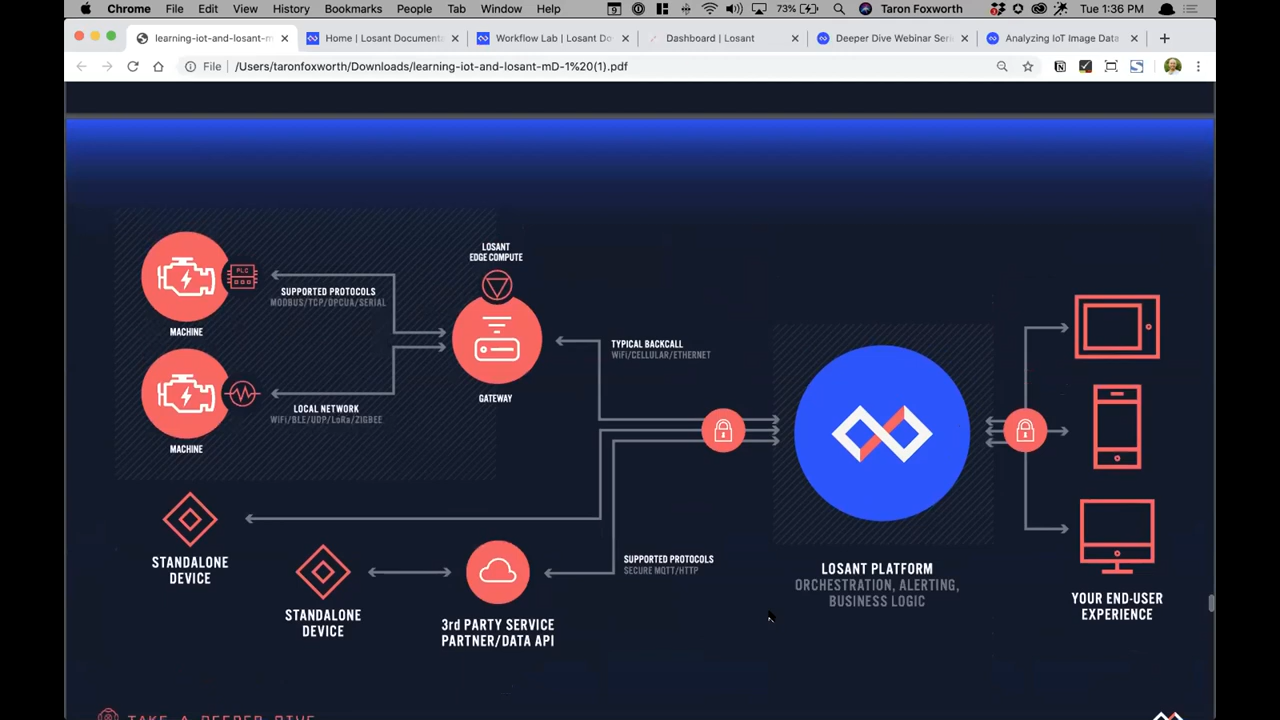 Chrome File Edit View History Bookmarks People Tab Window Help 9 73% Taron Foxworth Tue 1:36 PM
learning-iot-and-losant-m Home | Losant Documenta Workflow Lab | Losant Do Dashboard | Losant Deeper Dive Webinar Seri Analyzing IoT Image Data
File /Users/taronfoxworth/Downloads/learning-iot-and-losant-mD-1%20(1).pdf
LOSANT
EDGE COMPUTE
PLC
SUPPORTED PROTOCOLS
MODBUS/TCP/OPCUA/SERIAL
MACHINE
GATEWAY
LOCAL NETWORK
WiFi/BLE/UDP/LoRa/ZIGBEE
MACHINE
TYPICAL BACKCALL
WiFi/CELLULAR/ETHERNET
STANDALONE
DEVICE
STANDALONE
DEVICE
3rd PARTY SERVICE
PARTNER/DATA API
SUPPORTED PROTOCOLS
SECURE MQTT/HTTP
LOSANT PLATFORM
ORCHESTRATION, ALERTING,
BUSINESS LOGIC
YOUR END-USER
EXPERIENCE
TAKE A DEEPER DIVE